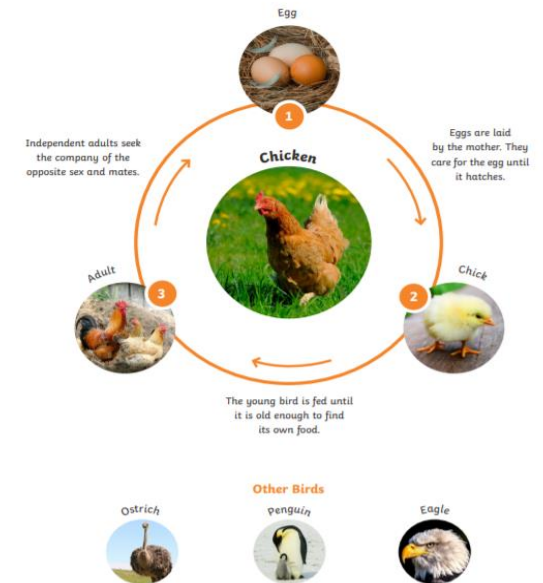 Egg
1
Independent adults seek
the company of the
opposite sex and mates.
Eggs are laid
by the mother. They
care for the egg until
it hatches.
Chicken
Adult
3
2
Chick
The young bird is fed until
it is old enough to find
its own food.
Other Birds
Ostrich
Penguin
Eagle